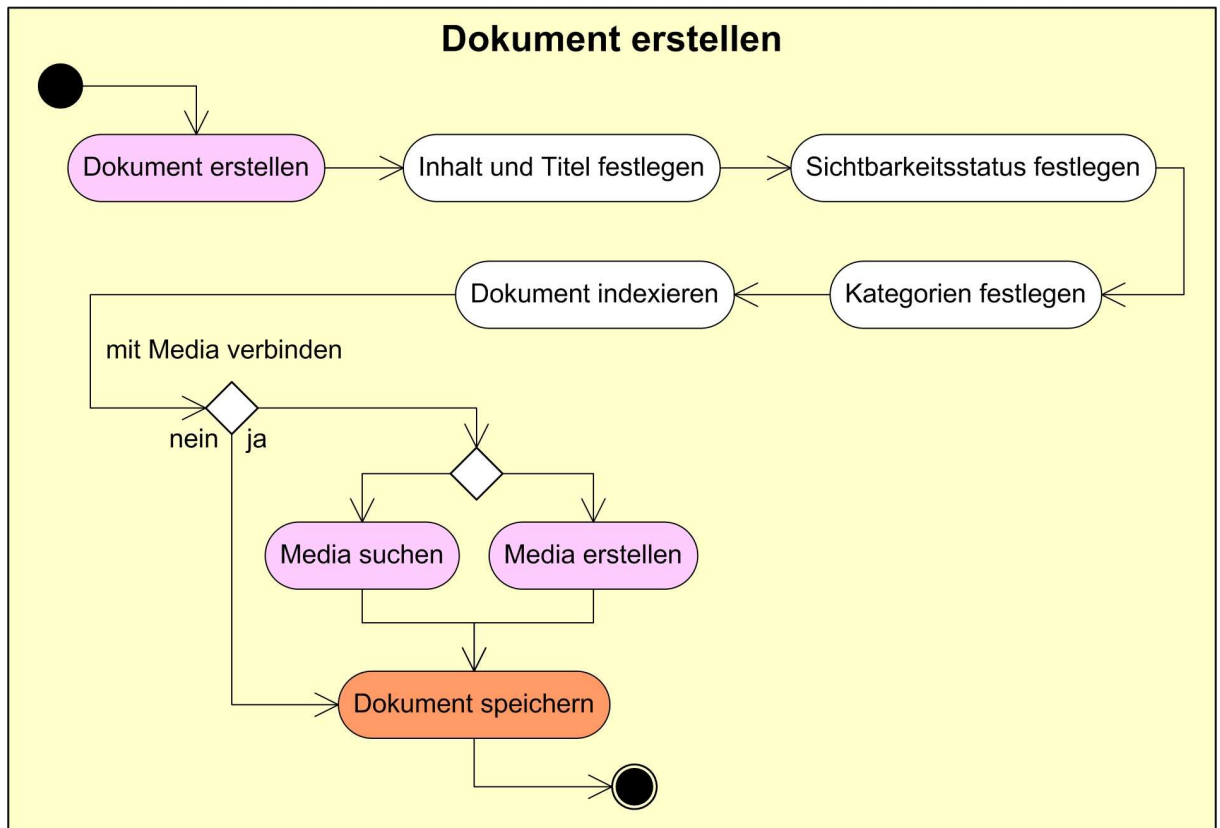 Dokument erstellen
Dokument erstellen
Inhalt und Titel festlegen
Sichtbarkeitsstatus festlegen
Kategorien festlegen
Dokument indexieren
mit Media verbinden
nein
ja
Media suchen
Media erstellen
Dokument speichern